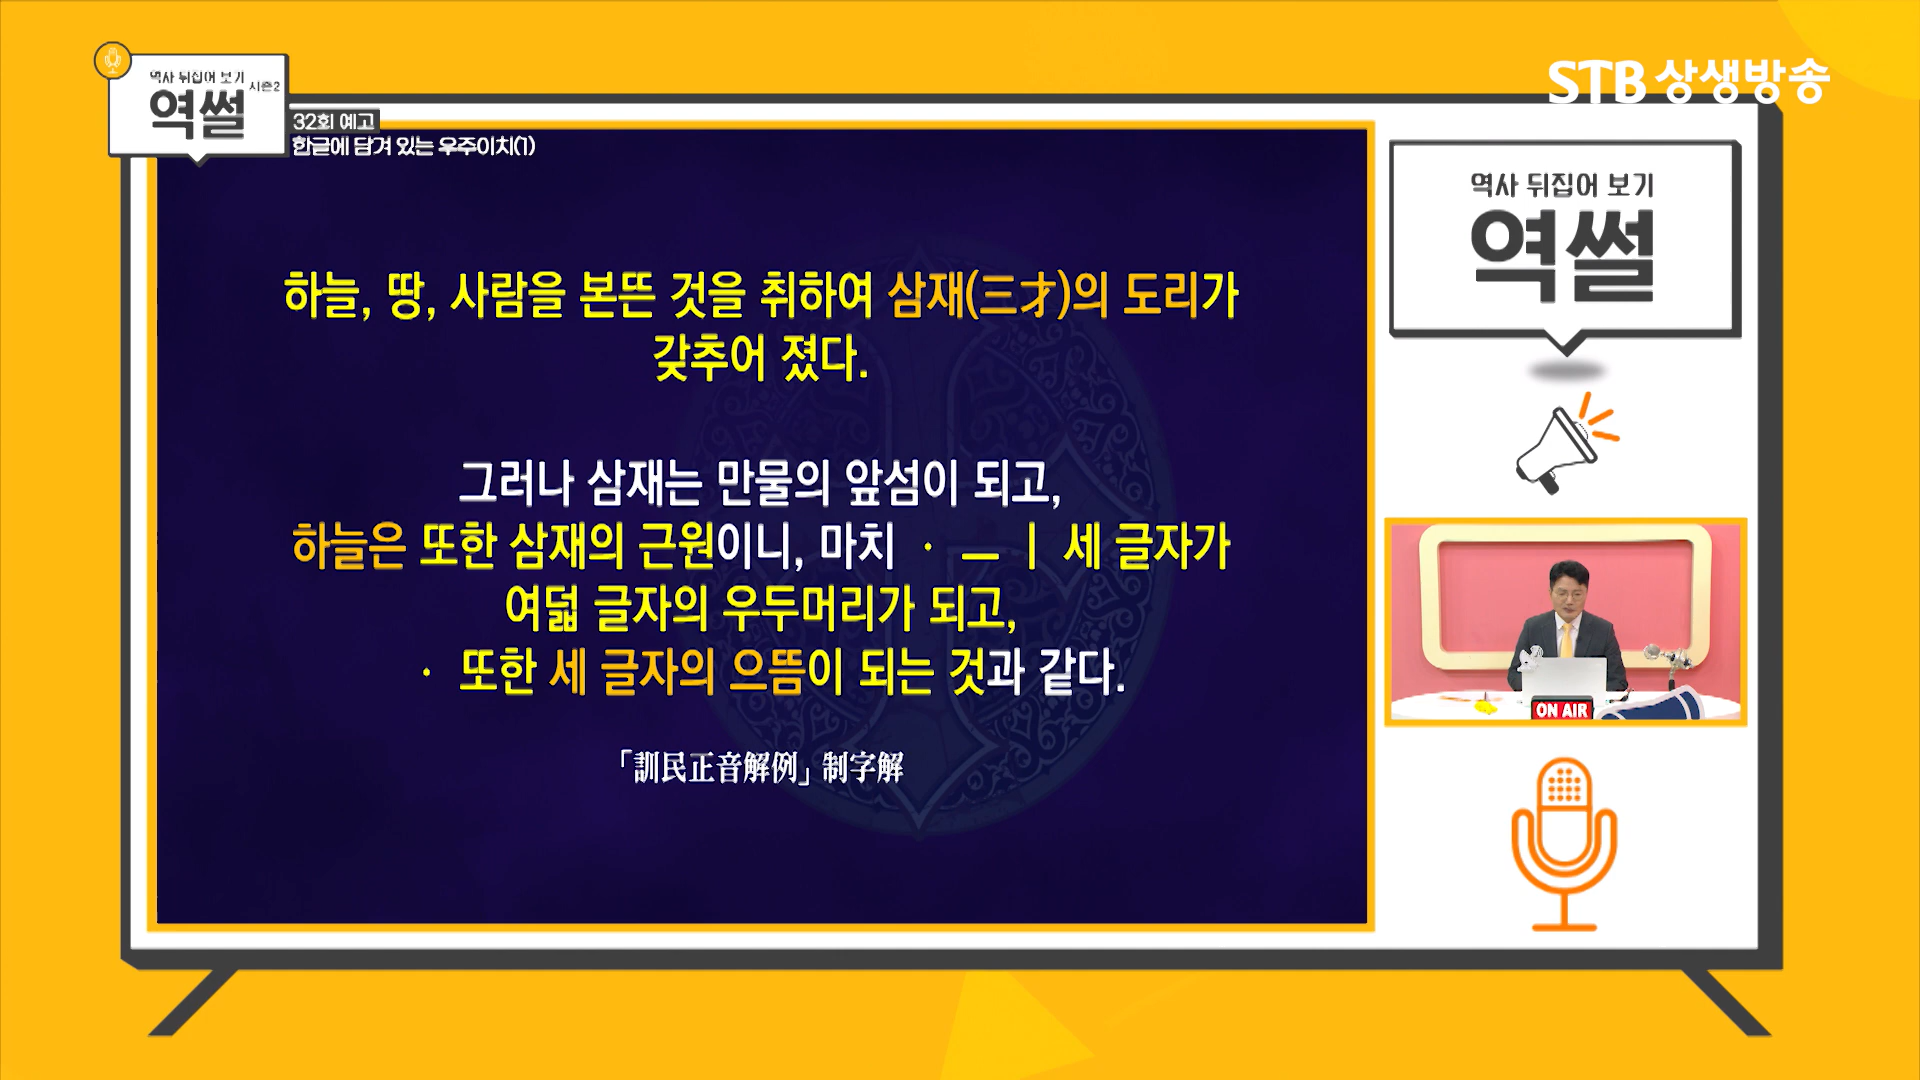 역사 뒤집어 보기
시즌2
역썰
32회 예고
한글에 담겨 있는 우주이치(1)
STB 상생방송
하늘, 땅, 사람을 본뜬 것을 취하여 삼재(三才)의 도리가
갖추어 졌다.
그러나 삼재는 만물의 앞섬이 되고,
하늘은 또한 삼재의 근원이니, 마치 · ㅡ ㅣ 세 글자가
여덟 글자의 우두머리가 되고,
· 또한 세 글자의 으뜸이 되는 것과 같다.
「訓民正音解例」制字解
역사 뒤집어 보기
역썰
ON AIR